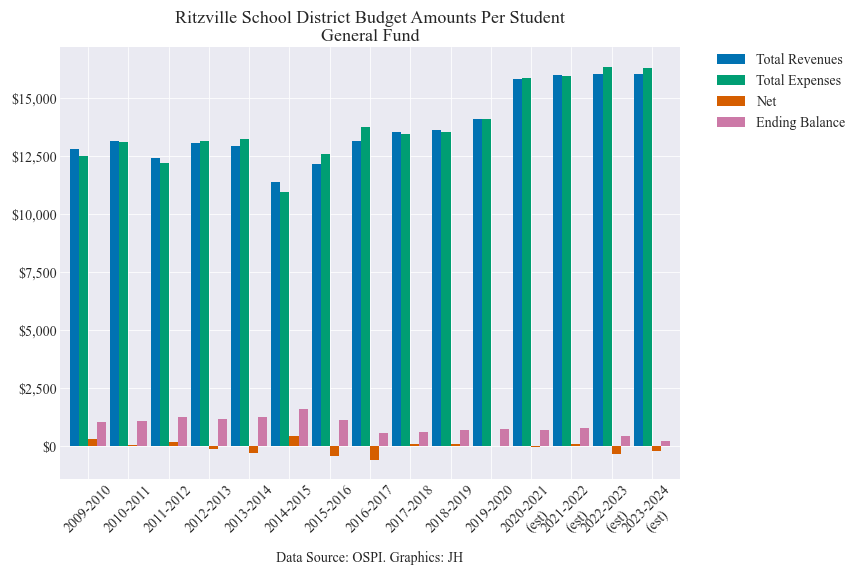 Ritzville School District Budget Amounts Per Student
General Fund
Total Revenues
Total Expenses
Net
Ending Balance
$15,000
$12,500
$10,000
$7,500
$5,000
$2,500
$0
2009-2010
2010-2011
2011-2012
2012-2013
2013-2014
2014-2015
2015-2016
2016-2017
2017-2018
2018-2019
2019-2020
2020-2021
(est)
2021-2022
(est)
2022-2023
(est)
2023-2024
(est)
Data Source: OSPI. Graphics: JH